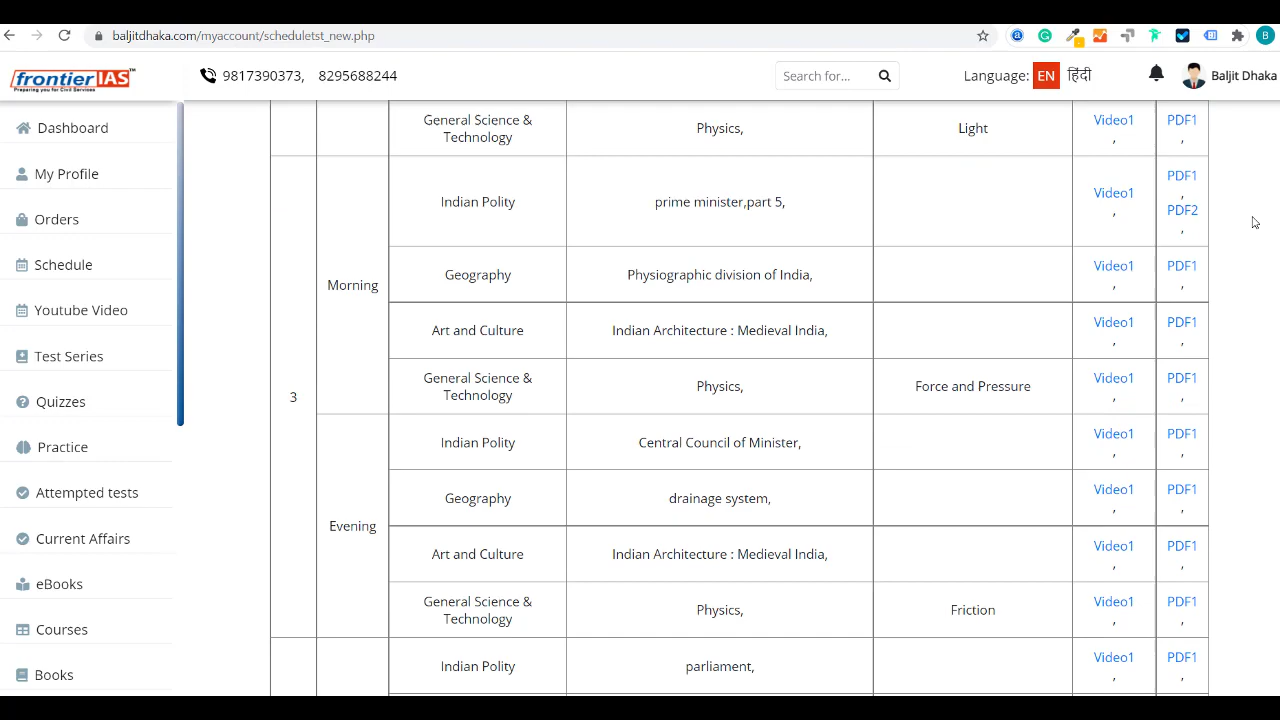 baljitdhaka.com/myaccount/scheduletst_new.php
B
frontier IAS
Preparing you for Civil Services
9817390373, 8295688244
Search for...
Language: EN हिंदी
Baljit Dhaka
Dashboard
My Profile
Orders
Schedule
Youtube Video
Test Series
Quizzes
Practice
Attempted tests
Current Affairs
eBooks
Courses
Books
General Science &
Technology
Physics,
Light
Video1
,
PDF1
,
3
Morning
Indian Polity
prime minister,part 5,
Video1
,
PDF1
,
PDF2
,
Geography
Physiographic division of India,
Video1
,
PDF1
,
Art and Culture
Indian Architecture : Medieval India,
Video1
,
PDF1
,
General Science &
Technology
Physics,
Force and Pressure
Video1
,
PDF1
,
Evening
Indian Polity
Central Council of Minister,
Video1
,
PDF1
,
Geography
drainage system,
Video1
,
PDF1
,
Art and Culture
Indian Architecture : Medieval India,
Video1
,
PDF1
,
General Science &
Technology
Physics,
Friction
Video1
,
PDF1
,
Indian Polity
parliament,
Video1
,
PDF1
,